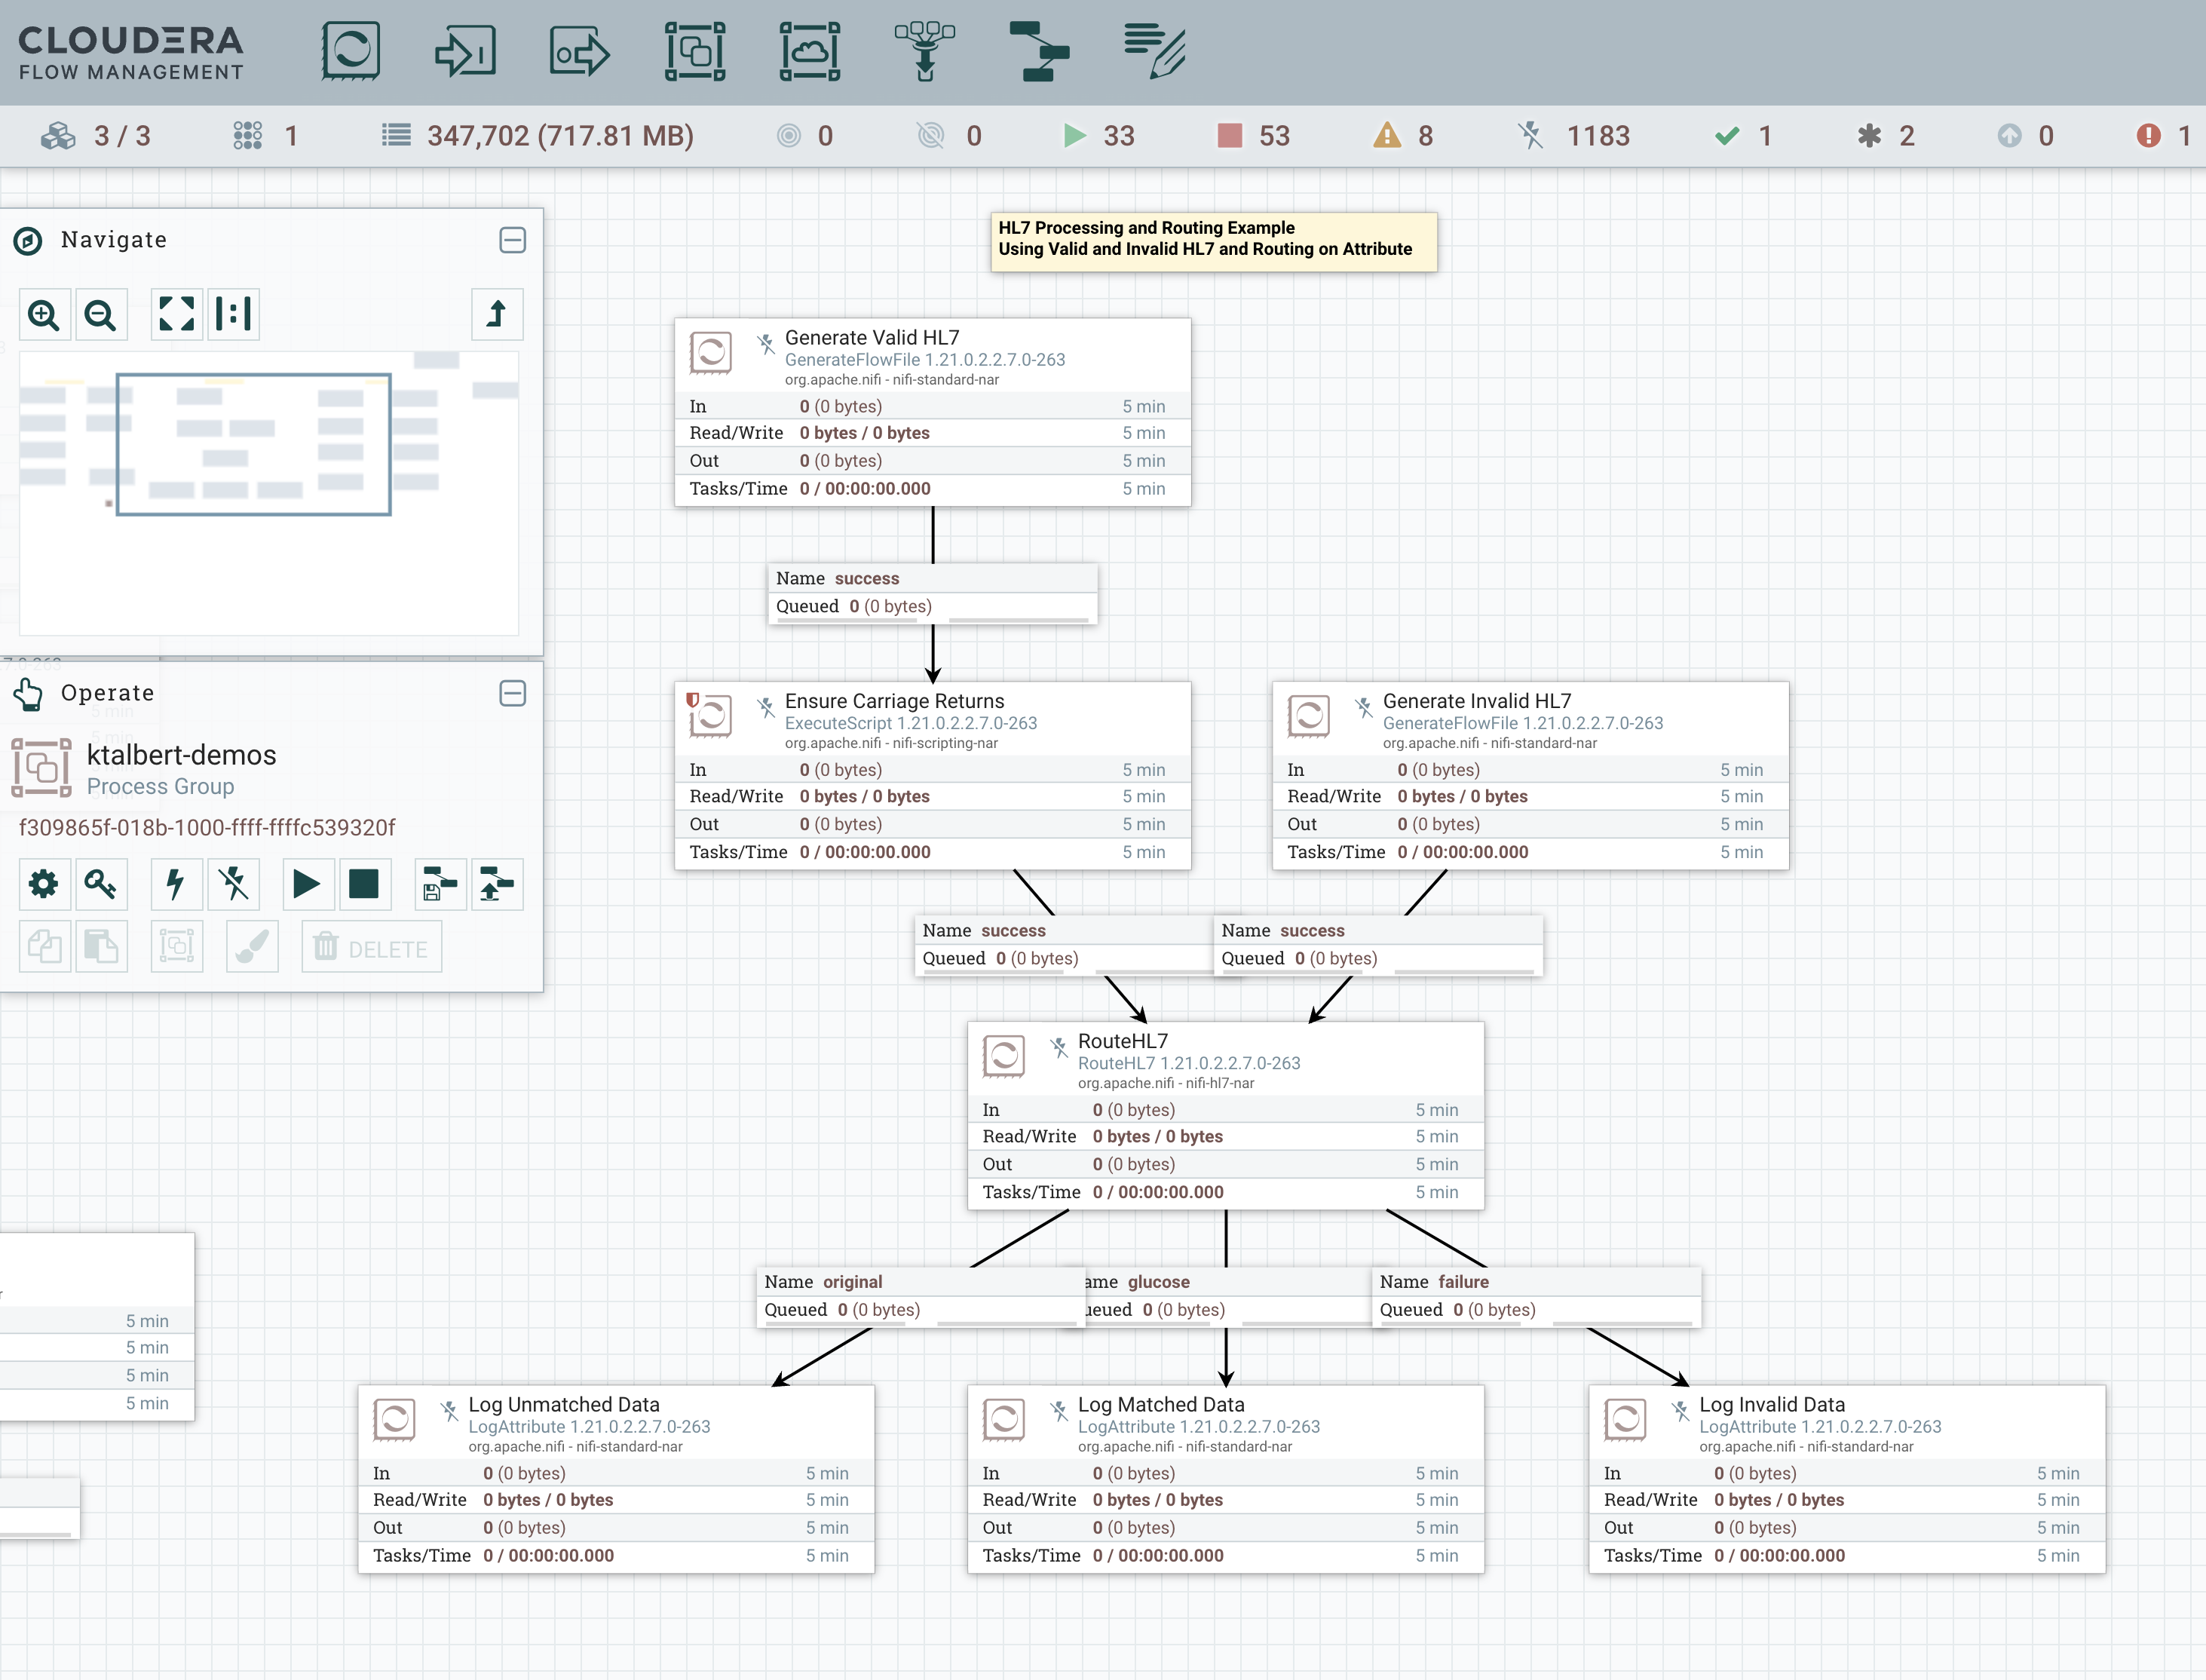 CLOUDERA
FLOW MANAGEMENT
3 / 3
1
347,702 (717.81 MB)
0
0
33
53
8
1183
1
2
0
1
Navigate
HL7 Processing and Routing Example
Using Valid and Invalid HL7 and Routing on Attribute
Generate Valid HL7
GenerateFlowFile 1.21.0.2.2.7.0-263
org.apache.nifi - nifi-standard-nar
In 0 (0 bytes) 5 min
Read/Write 0 bytes / 0 bytes 5 min
Out 0 (0 bytes) 5 min
Tasks/Time 0 / 00:00:00.000 5 min
Name success
Queued 0 (0 bytes)
Operate
ktalbert-demos
Process Group
f309865f-018b-1000-ffff-ffffc539320f
DELETE
Ensure Carriage Returns
ExecuteScript 1.21.0.2.2.7.0-263
org.apache.nifi - nifi-scripting-nar
In 0 (0 bytes) 5 min
Read/Write 0 bytes / 0 bytes 5 min
Out 0 (0 bytes) 5 min
Tasks/Time 0 / 00:00:00.000 5 min
Generate Invalid HL7
GenerateFlowFile 1.21.0.2.2.7.0-263
org.apache.nifi - nifi-standard-nar
In 0 (0 bytes) 5 min
Read/Write 0 bytes / 0 bytes 5 min
Out 0 (0 bytes) 5 min
Tasks/Time 0 / 00:00:00.000 5 min
Name success
Queued 0 (0 bytes)
Name success
Queued 0 (0 bytes)
RouteHL7
RouteHL7 1.21.0.2.2.7.0-263
org.apache.nifi - nifi-hl7-nar
In 0 (0 bytes) 5 min
Read/Write 0 bytes / 0 bytes 5 min
Out 0 (0 bytes) 5 min
Tasks/Time 0 / 00:00:00.000 5 min
Name original
Queued 0 (0 bytes)
ame glucose
ueued 0 (0 bytes)
Name failure
Queued 0 (0 bytes)
5 min
5 min
5 min
5 min
Log Unmatched Data
LogAttribute 1.21.0.2.2.7.0-263
org.apache.nifi - nifi-standard-nar
In 0 (0 bytes) 5 min
Read/Write 0 bytes / 0 bytes 5 min
Out 0 (0 bytes) 5 min
Tasks/Time 0 / 00:00:00.000 5 min
Log Matched Data
LogAttribute 1.21.0.2.2.7.0-263
org.apache.nifi - nifi-standard-nar
In 0 (0 bytes) 5 min
Read/Write 0 bytes / 0 bytes 5 min
Out 0 (0 bytes) 5 min
Tasks/Time 0 / 00:00:00.000 5 min
Log Invalid Data
LogAttribute 1.21.0.2.2.7.0-263
org.apache.nifi - nifi-standard-nar
In 0 (0 bytes) 5 min
Read/Write 0 bytes / 0 bytes 5 min
Out 0 (0 bytes) 5 min
Tasks/Time 0 / 00:00:00.000 5 min